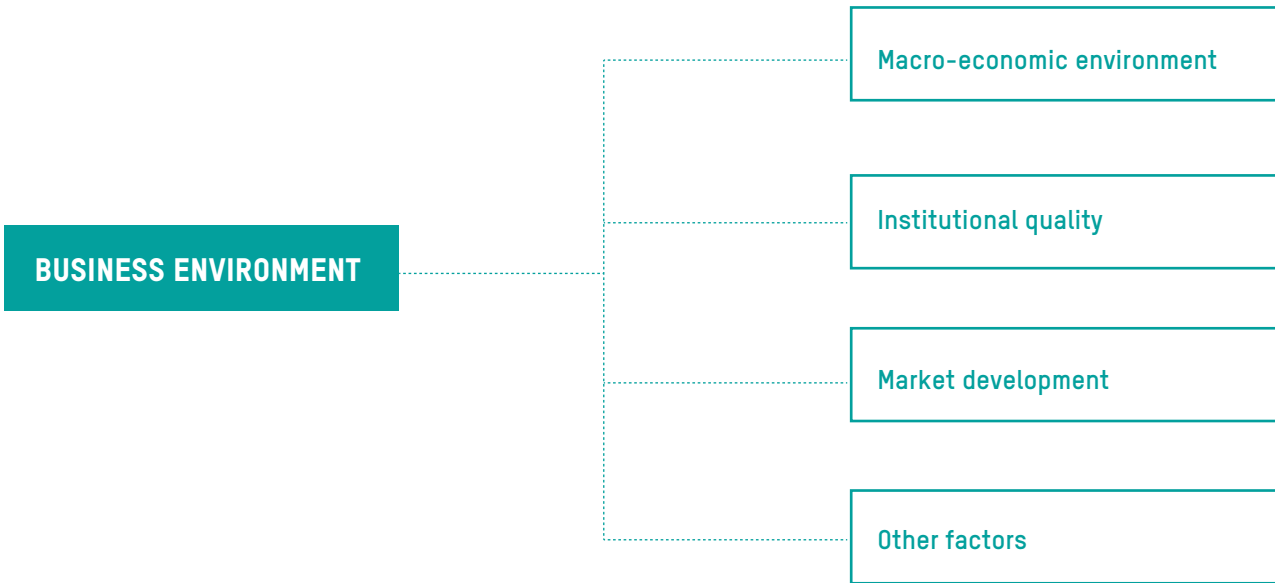 Macro-economic environment
Institutional quality
BUSINESS ENVIRONMENT
Market development
Other factors